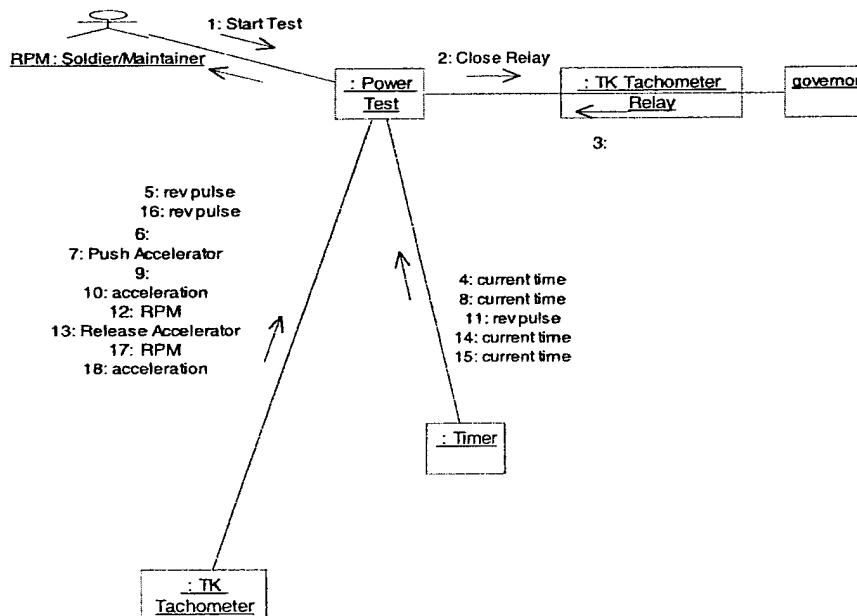 1: Start Test
RPM : Soldier/Maintainer
: Power
Test
2: Close Relay
: TK Tachometer
Relay
governor
3:
5: rev pulse
16: rev pulse
6:
7: Push Accelerator
9:
10: acceleration
12: RPM
13: Release Accelerator
17: RPM
18: acceleration
4: current time
8: current time
11: rev pulse
14: current time
15: current time
: Timer
: TK
Tachometer